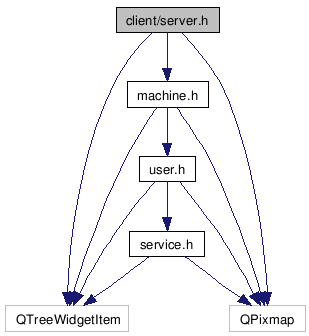 client/server.h
machine.h
user.h
service.h
QTreeWidgetItem
QPixmap